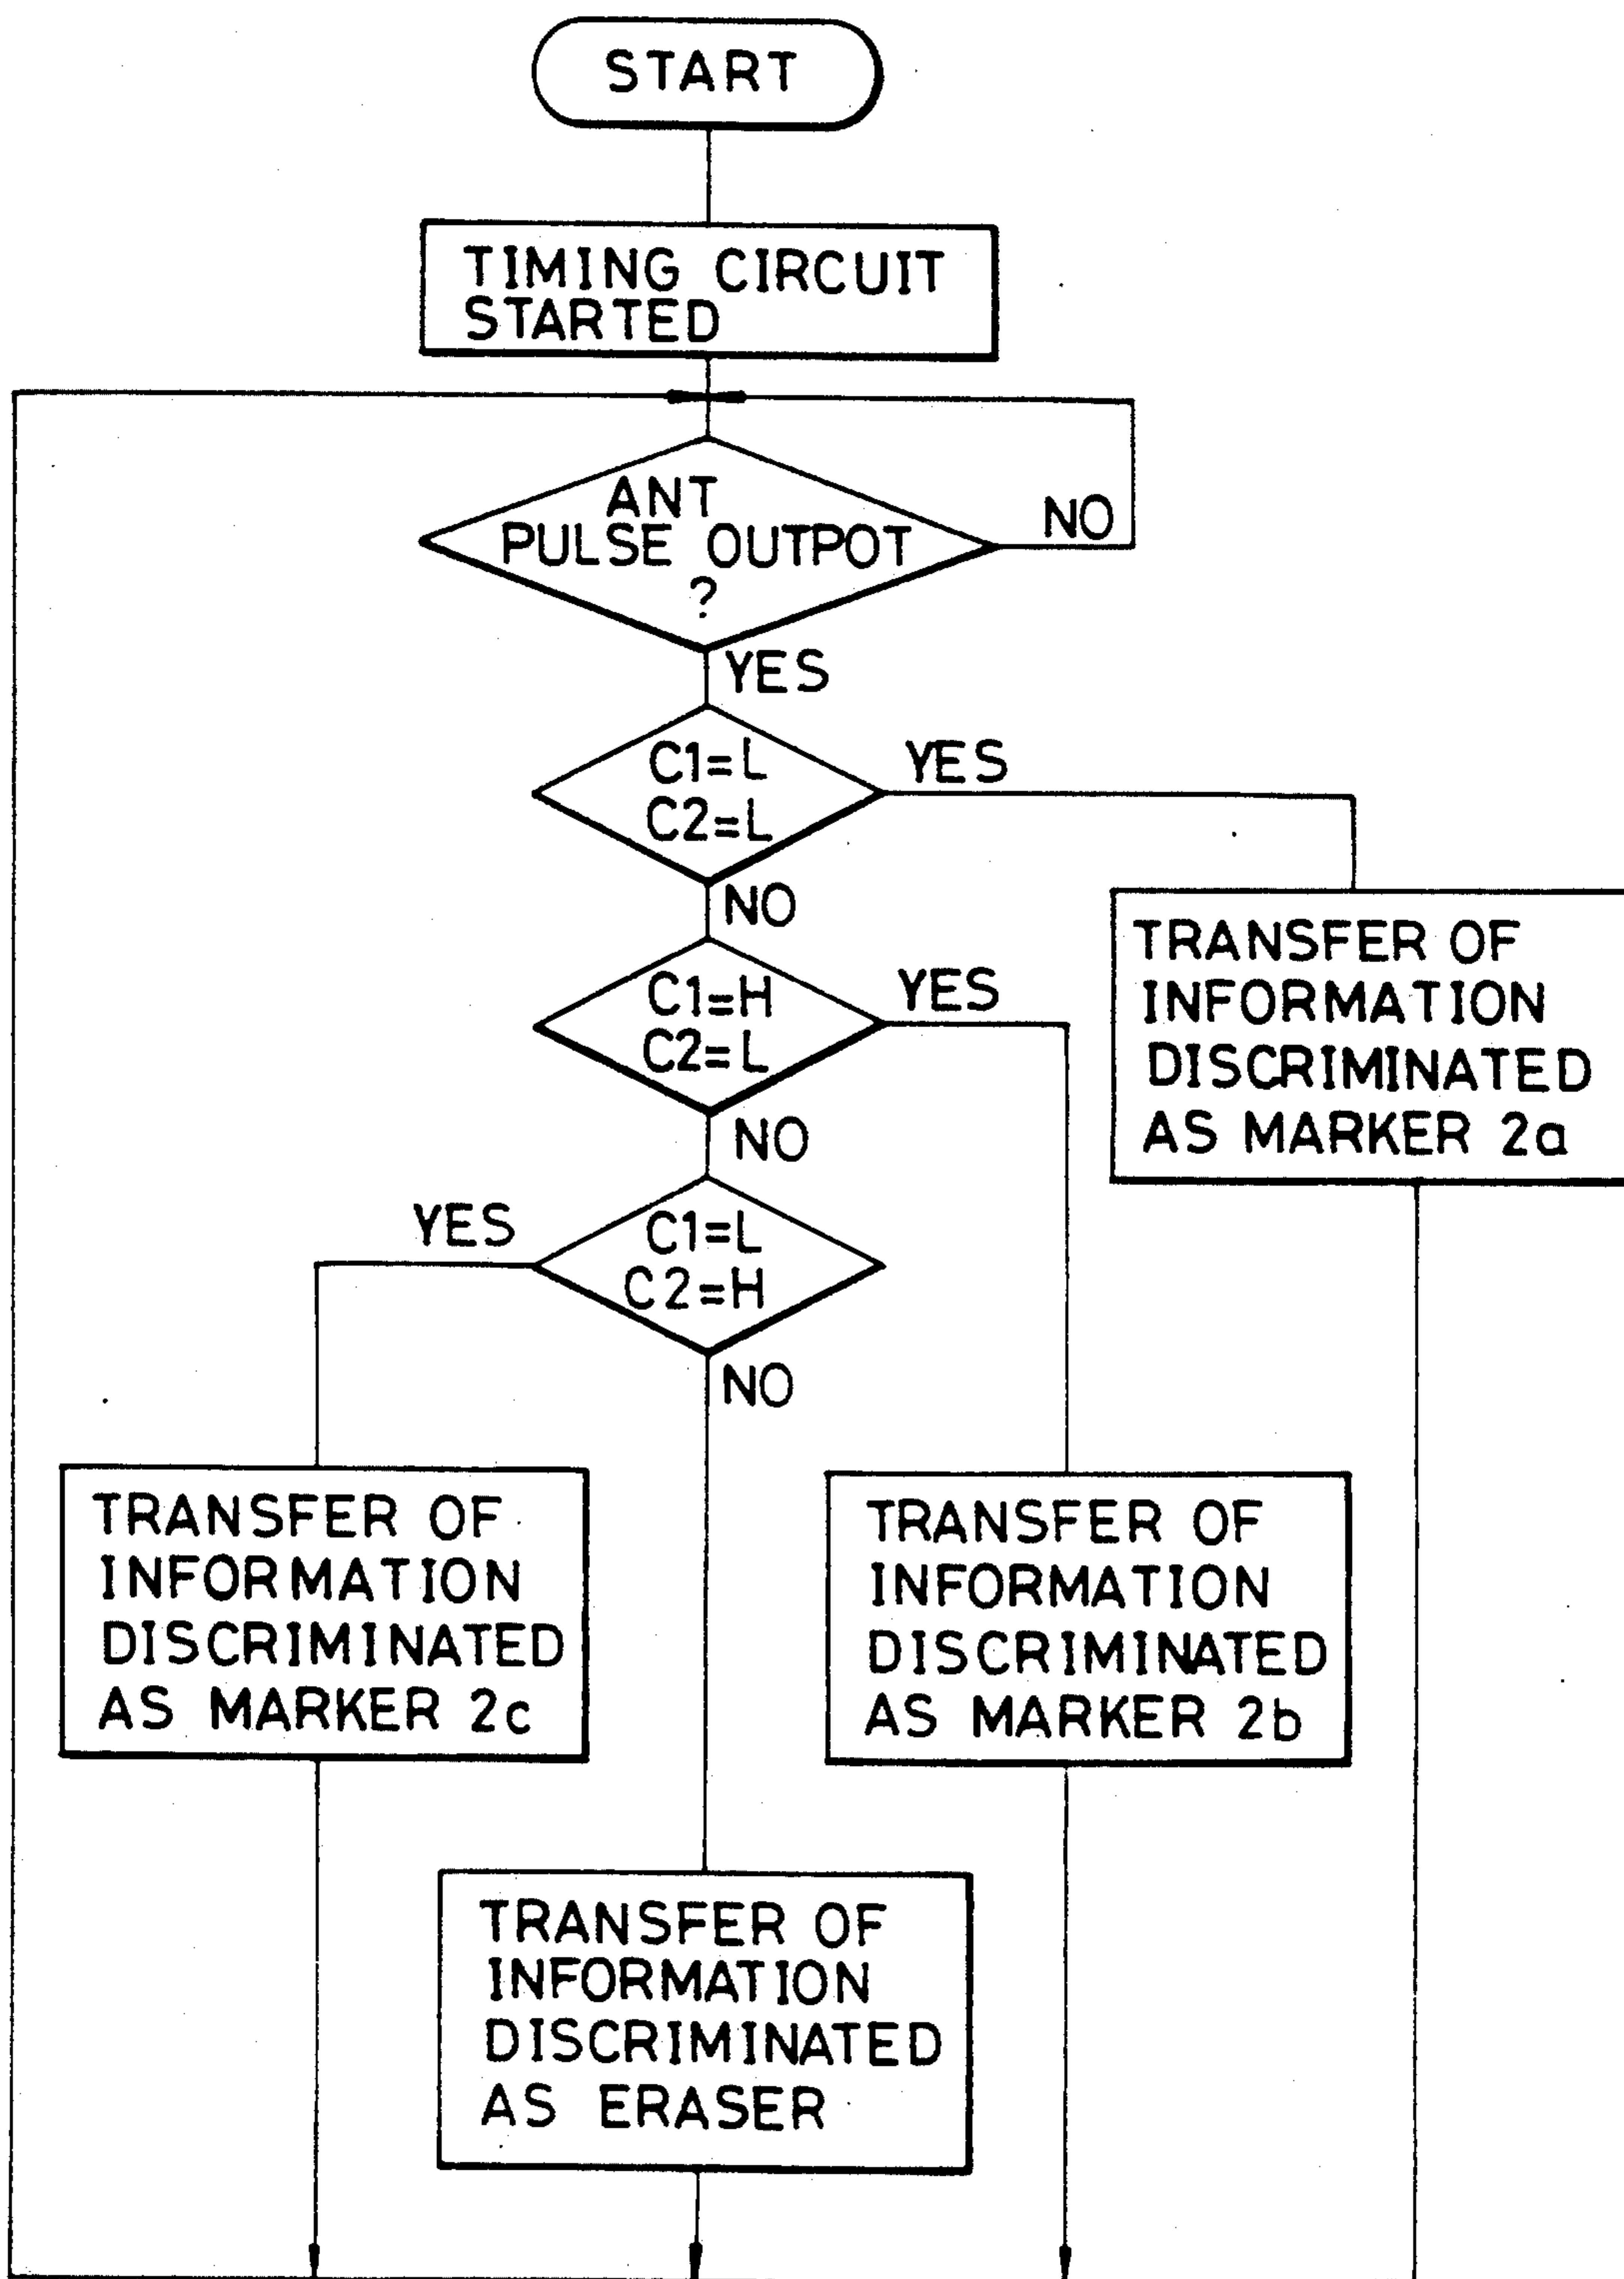 START
TIMING CIRCUIT
STARTED
ANT
PULSE OUTPOT
?
NO
YES
C1=L
C2=L
YES
NO
C1=H
C2=L
YES
NO
TRANSFER OF
INFORMATION
DISCRIMINATED
AS MARKER 2a
C1=L
C2=H
YES
NO
TRANSFER OF
INFORMATION
DISCRIMINATED
AS MARKER 2c
TRANSFER OF
INFORMATION
DISCRIMINATED
AS MARKER 2b
TRANSFER OF
INFORMATION
DISCRIMINATED
AS ERASER